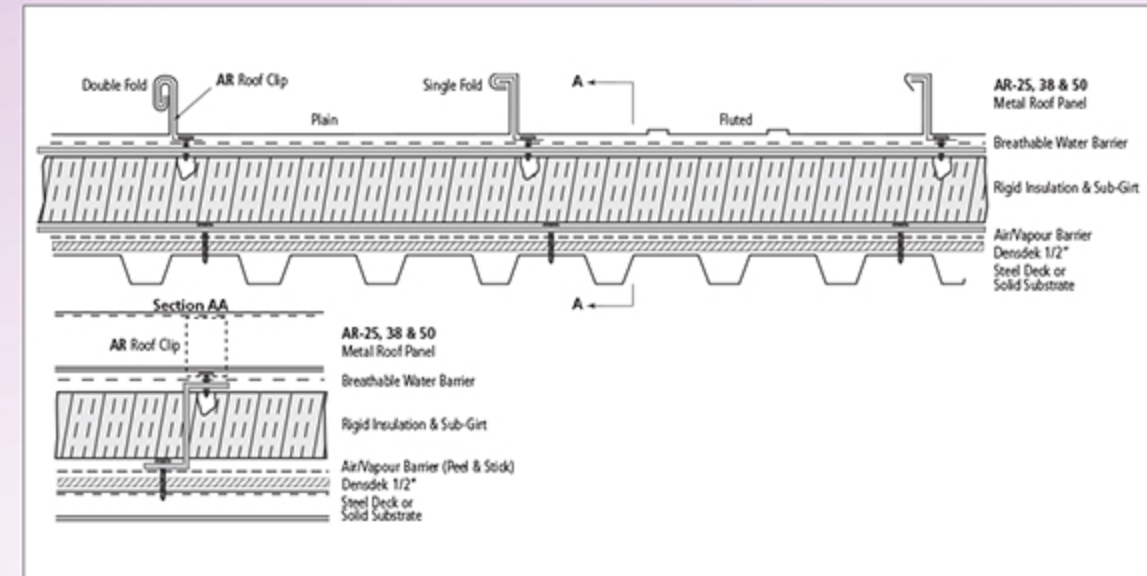 Double Fold
AR Roof Clip
Single Fold
A
AR-25, 38 & 50
Metal Roof Panel
Plain
Fluted
Breathable Water Barrier
Rigid Insulation & Sub-Girt
Air/Vapour Barrier
Densdek 1/2"
Steel Deck or
Solid Substrate
A
Section AA
AR Roof Clip
AR-25, 38 & 50
Metal Roof Panel
Breathable Water Barrier
Rigid Insulation & Sub-Girt
Air/Vapour Barrier (Peel & Stick)
Densdek 1/2"
Steel Deck or
Solid Substrate